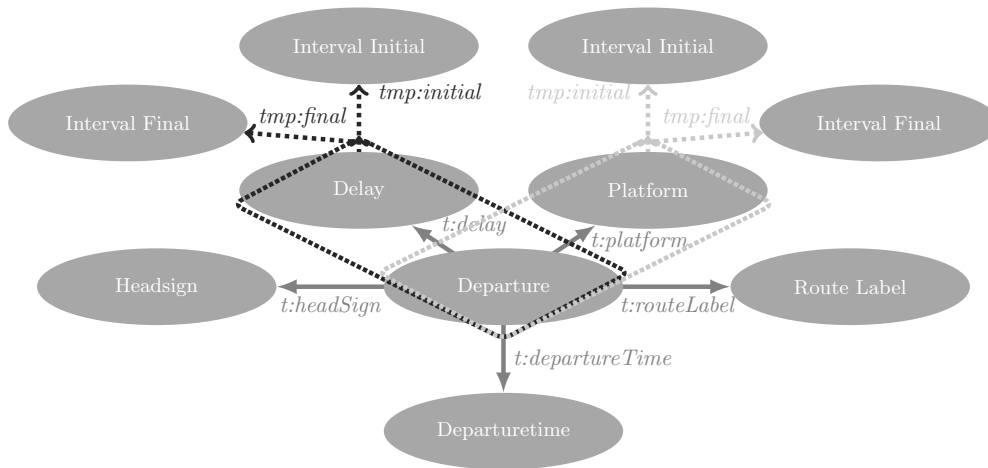 Interval Initial
Interval Initial
tmp:initial
tmp:initial
tmp:final
tmp:final
Interval Final
Interval Final
Delay
Platform
t:delay
t:platform
Headsign
Departure
Route Label
t:headSign
t:routeLabel
t:departureTime
Departuretime